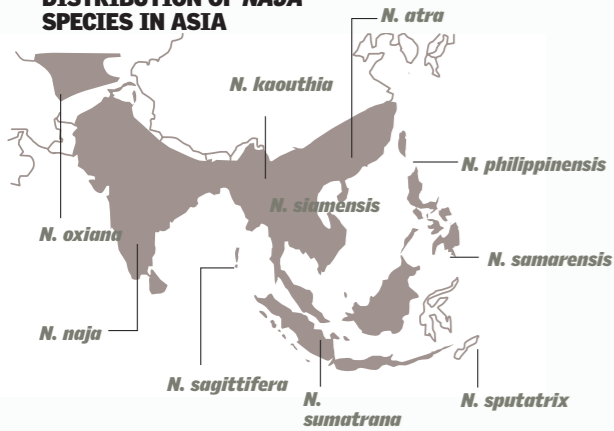 DISTRIBUTION OF NAJA
SPECIES IN ASIA
N. atra
N. kaouthia
N. philippinensis
N. siamensis
N. oxiana
N. samarensis
N. naja
N. sagittifera
N.
sumatrana
N. sputatrix